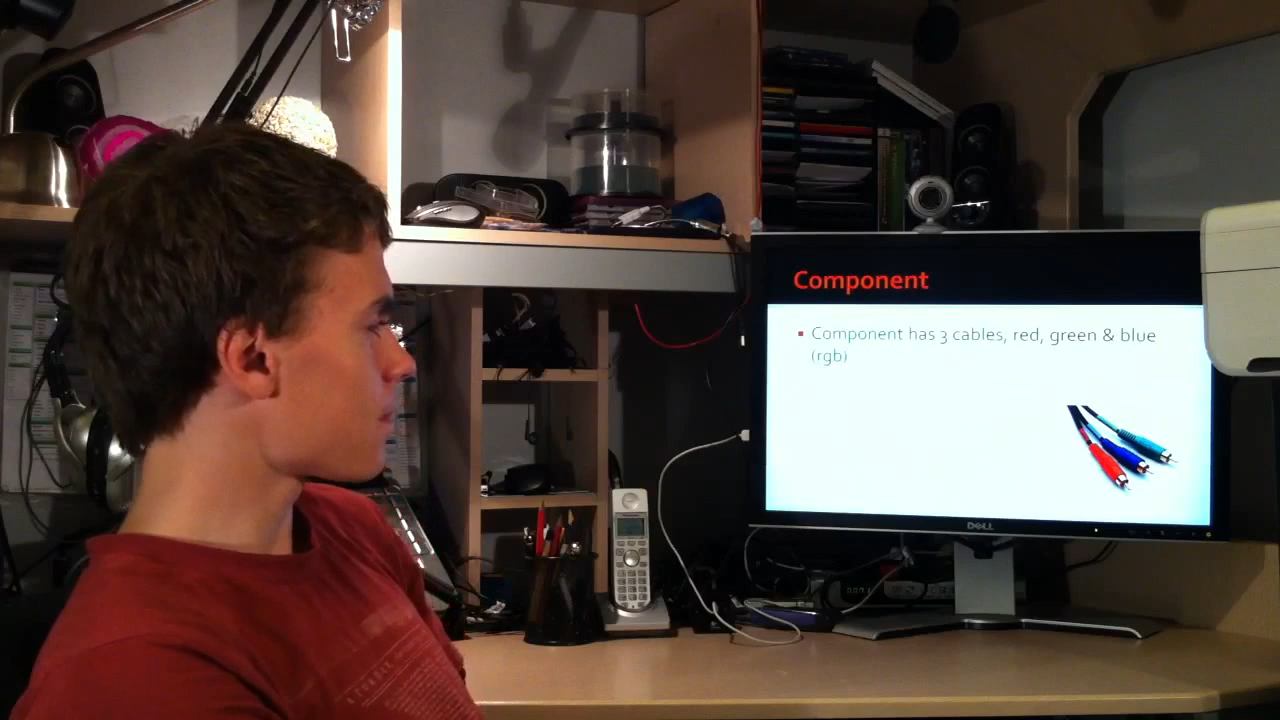 Component
▪ Component has 3 cables, red, green & blue
(rgb)
DELL